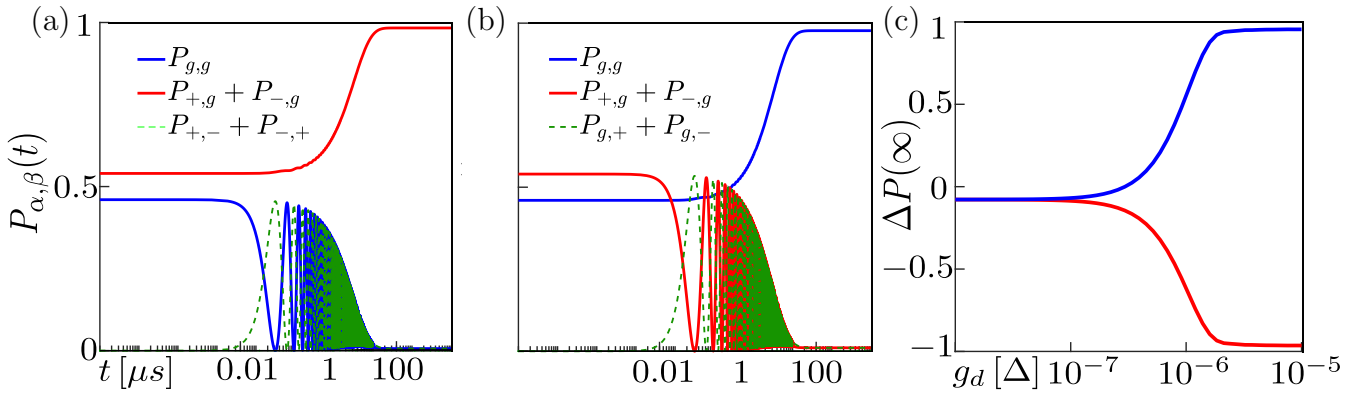 (a)
1
0.5
0
P_{α,β}(t)
P_{g,g}
P_{+,g} + P_{-,g}
P_{+,-} + P_{-,+}
t [μs]
0.01
1
100
(b)
P_{g,g}
P_{+,g} + P_{-,g}
P_{g,+} + P_{g,-}
0.01
1
100
(c)
1
0.5
0
−0.5
−1
ΔP(∞)
g_d [Δ]
10^{-7}
10^{-6}
10^{-5}